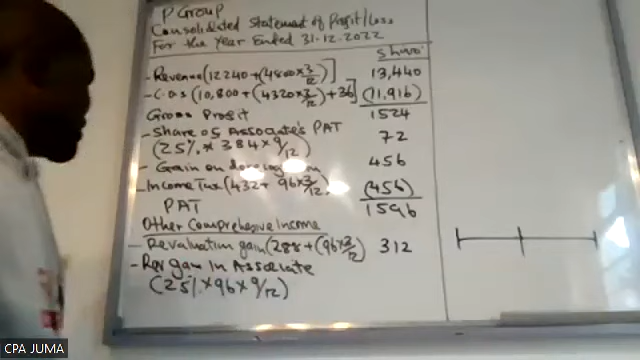 P Group
Consolidated Statement of Profit/Loss
For the Year Ended 31.12.2022
- Revenue (12240 + (4800 x 3/12)] 13,440
- C.O.S (10,800 + (4320 x 3/12) + 36] (11,916)
Gross Profit 1524
- Share of Associate's PAT 72
(25% x 384 x 9/12)
- Gain on 456
- Income Tax (432 + 96 x 3/12) (456)
PAT 1596
Other Comprehensive Income
- Revaluation gain (288 + (96 x 3/12) 312
- Rev gain in Associate
(25% x 96 x 9/12)
CPA JUMA